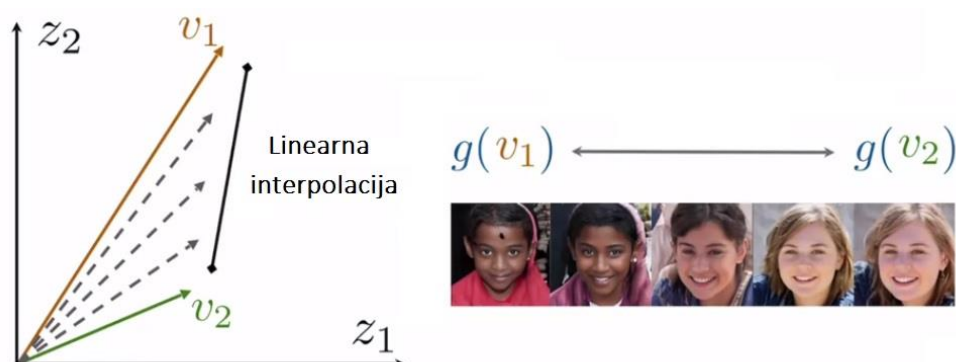 z₂
v₁
Linearna
interpolacija
v₂
z₁
g(v₁)
g(v₂)